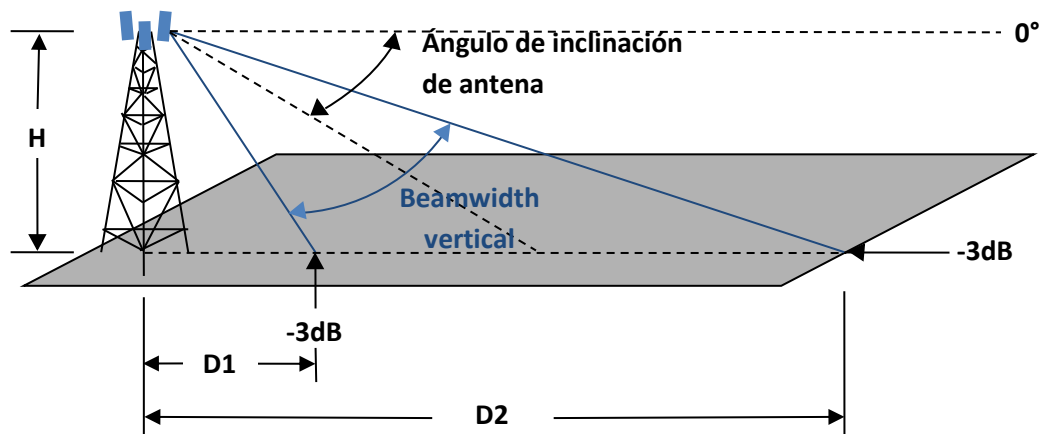 0°
Ángulo de inclinación
de antena
H
Beamwidth
vertical
-3dB
-3dB
D1
D2